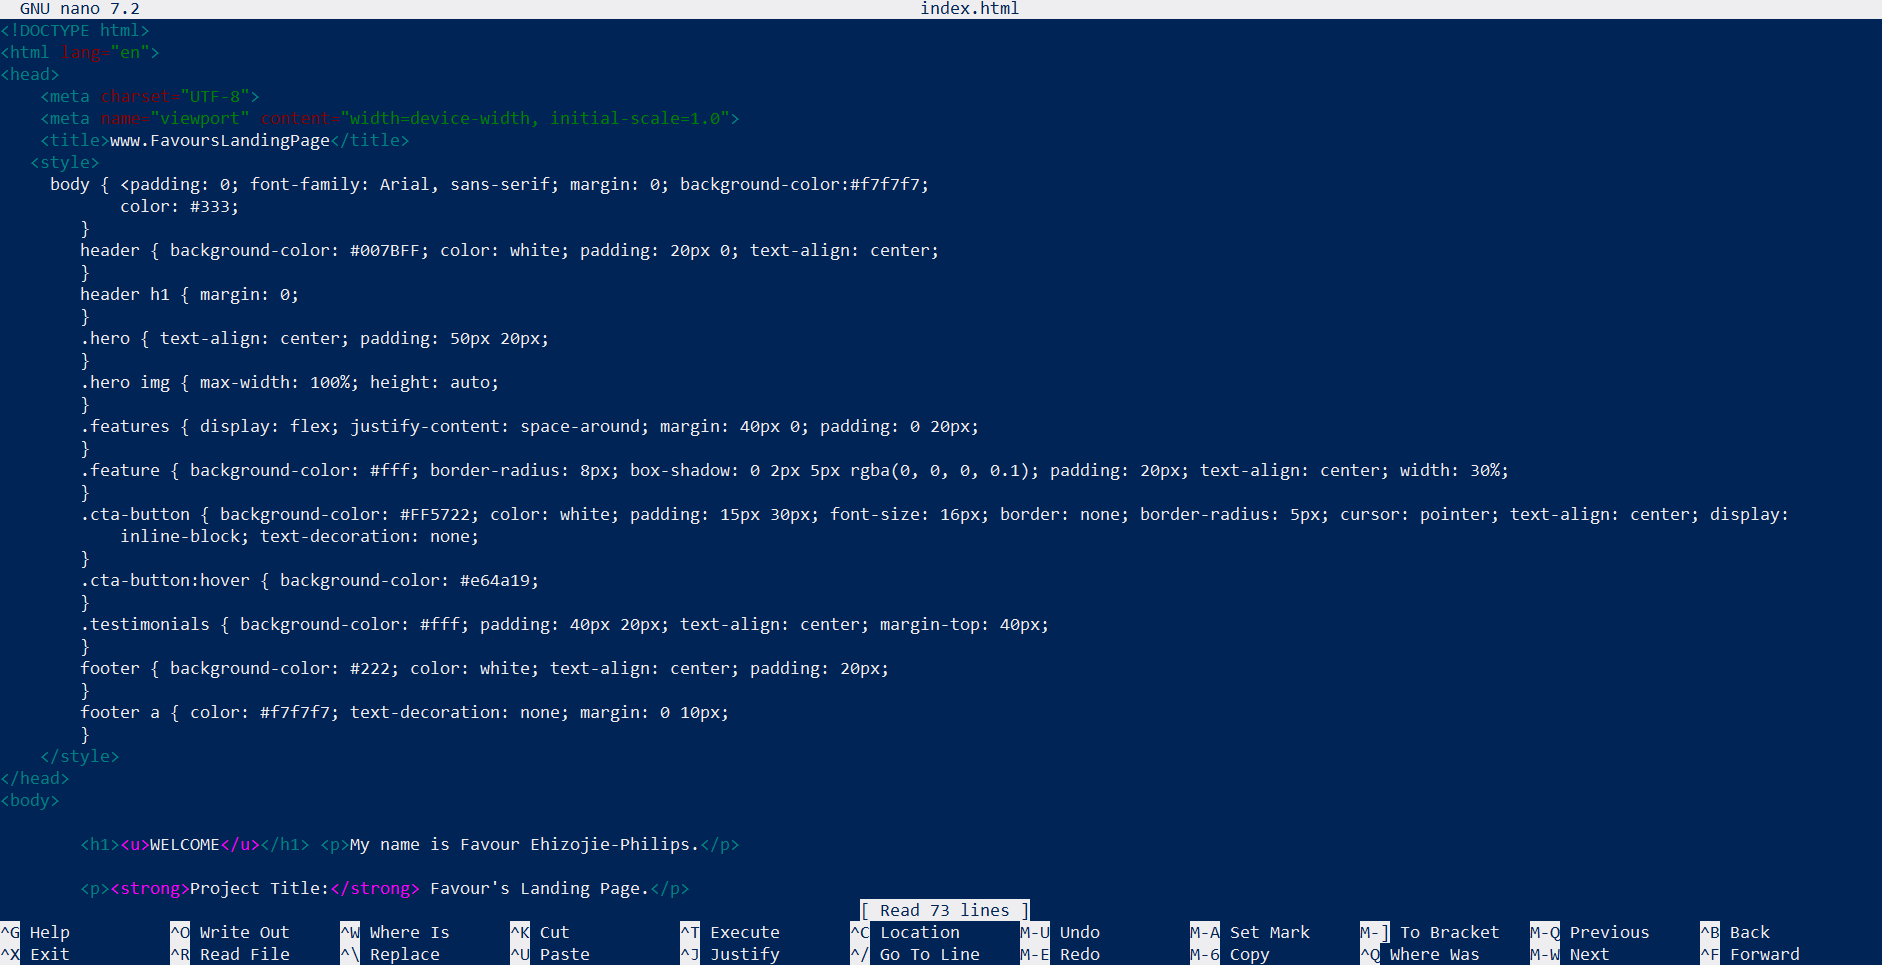 GNU nano 7.2 index.html
<!DOCTYPE html>
<html lang="en">
<head>
    <meta charset="UTF-8">
    <meta name="viewport" content="width=device-width, initial-scale=1.0">
    <title>www.FavoursLandingPage</title>
   <style>
     body { <padding: 0; font-family: Arial, sans-serif; margin: 0; background-color:#f7f7f7;
            color: #333;
        }
        header { background-color: #007BFF; color: white; padding: 20px 0; text-align: center;
        }
        header h1 { margin: 0;
        }
        .hero { text-align: center; padding: 50px 20px;
        }
        .hero img { max-width: 100%; height: auto;
        }
        .features { display: flex; justify-content: space-around; margin: 40px 0; padding: 0 20px;
        }
        .feature { background-color: #fff; border-radius: 8px; box-shadow: 0 2px 5px rgba(0, 0, 0, 0.1); padding: 20px; text-align: center; width: 30%;
        }
        .cta-button { background-color: #FF5722; color: white; padding: 15px 30px; font-size: 16px; border: none; border-radius: 5px; cursor: pointer; text-align: center; display:
            inline-block; text-decoration: none;
        }
        .cta-button:hover { background-color: #e64a19;
        }
        .testimonials { background-color: #fff; padding: 40px 20px; text-align: center; margin-top: 40px;
        }
        footer { background-color: #222; color: white; text-align: center; padding: 20px;
        }
        footer a { color: #f7f7f7; text-decoration: none; margin: 0 10px;
        }
    </style>
</head>
<body>
        <h1><u>WELCOME</u></h1> <p>My name is Favour Ehizojie-Philips.</p>
        <p><strong>Project Title:</strong> Favour's Landing Page.</p>
[ Read 73 lines ]
^G Help ^O Write Out ^W Where Is ^K Cut ^T Execute ^C Location M-U Undo M-A Set Mark M-] To Bracket M-Q Previous ^B Back
^X Exit ^R Read File ^\ Replace ^U Paste ^J Justify ^/ Go To Line M-E Redo M-6 Copy ^Q Where Was M-W Next ^F Forward